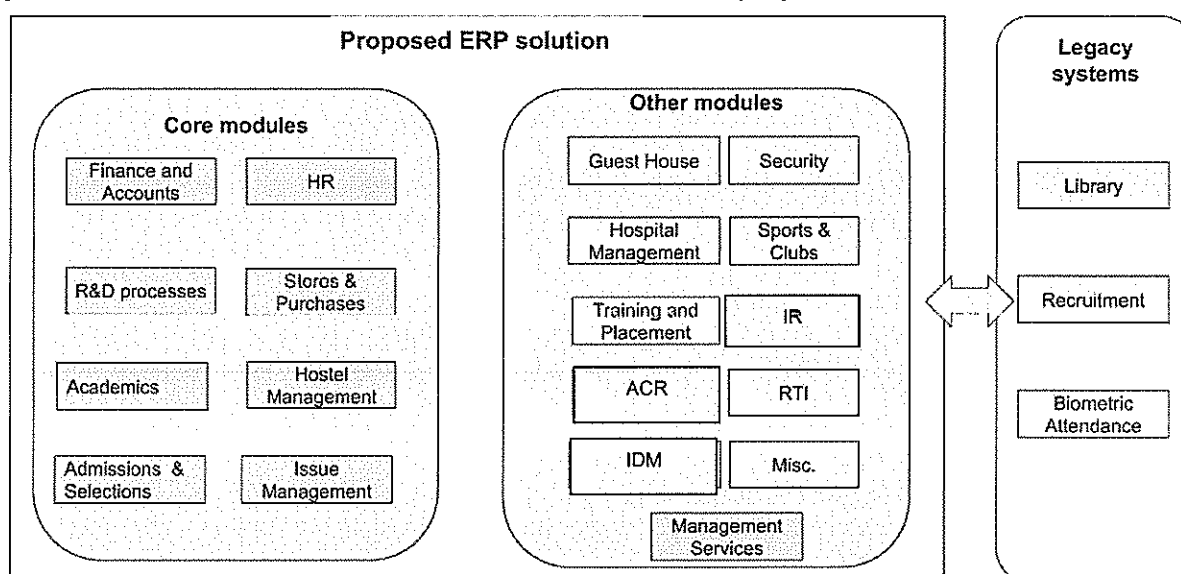 Proposed ERP solution
Legacy
systems
Core modules
Finance and
Accounts
HR
R&D processes
Stores &
Purchases
Academics
Hostel
Management
Admissions &
Selections
Issue
Management
Other modules
Guest House
Security
Hospital
Management
Sports &
Clubs
Training and
Placement
IR
ACR
RTI
IDM
Misc.
Management
Services
Library
Recruitment
Biometric
Attendance